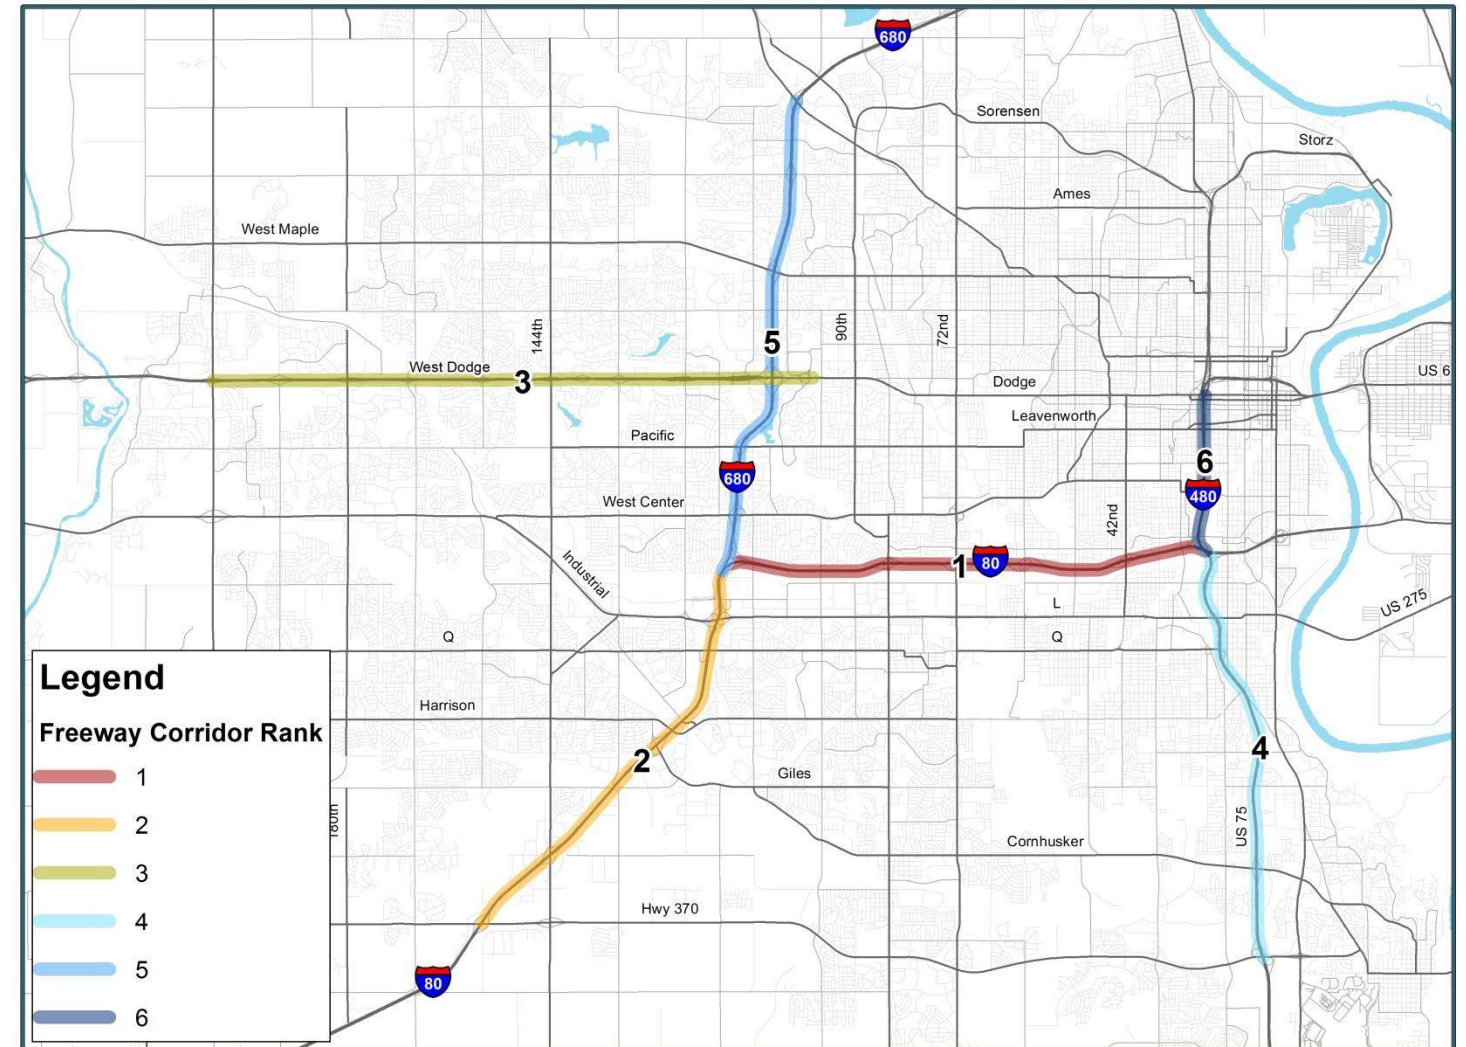 680
Sorensen
Storz
Ames
West Maple
144th
90th
72nd
5
West Dodge
3
Dodge
US 6
Leavenworth
Pacific
6
680
480
West Center
42nd
Industrial
1
80
L
US 275
Q
Q
Legend
Freeway Corridor Rank
1
2
3
4
5
6
Harrison
4
2
Giles
180th
US 75
Cornhusker
Hwy 370
80